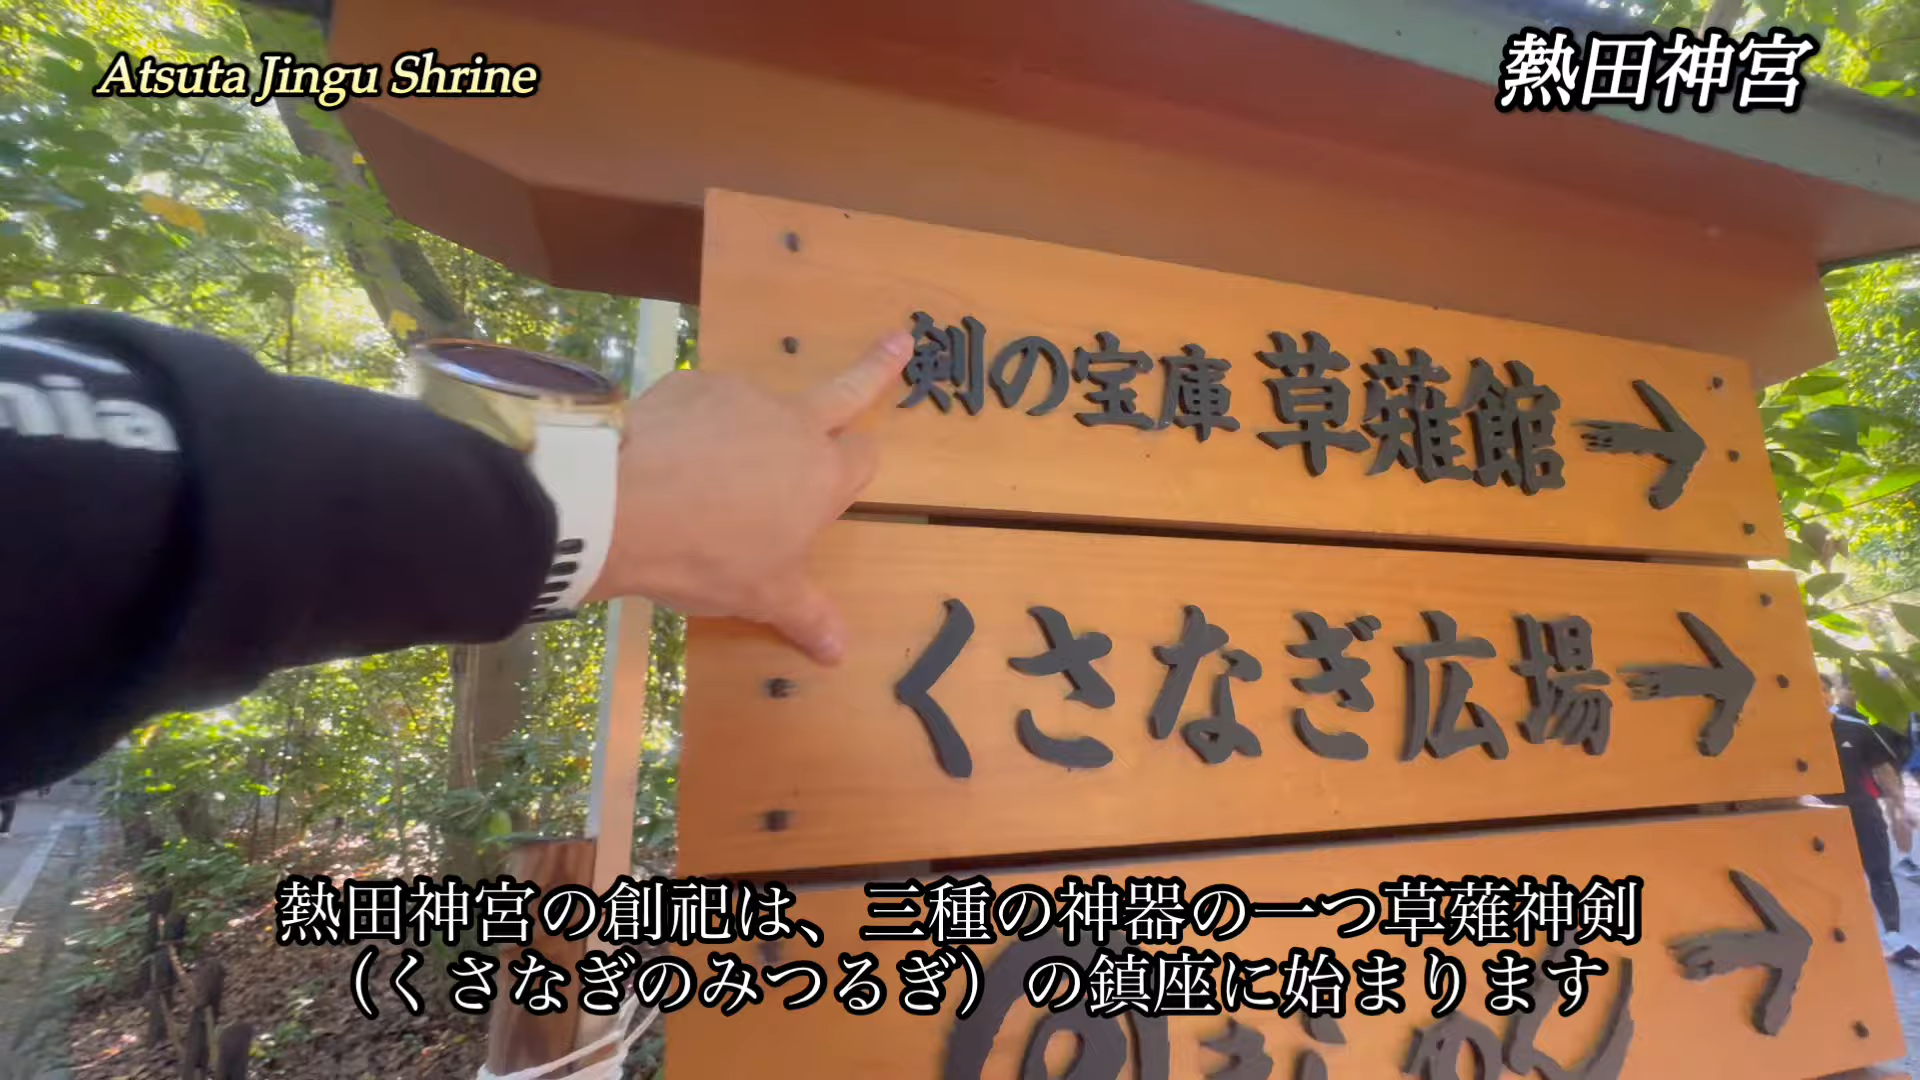 Atsuta Jingu Shrine
熱田神宮
剣の宝庫 草薙館 →
くさなぎ広場 →
→
熱田神宮の創祀は、三種の神器の一つ草薙神剣
（くさなぎのみつるぎ）の鎮座に始まります